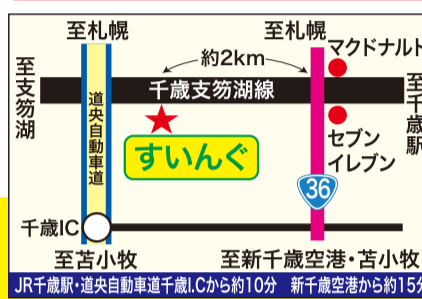 至札幌
至札幌
約2km
マクドナルド
至支笏湖
千歳支笏湖線
至千歳駅
道央自動車道
すいんぐ
セブン
イレブン
36
千歳IC
至苫小牧
至新千歳空港・苫小牧
JR千歳駅・道央自動車道千歳I.Cから約10分 新千歳空港から約15分